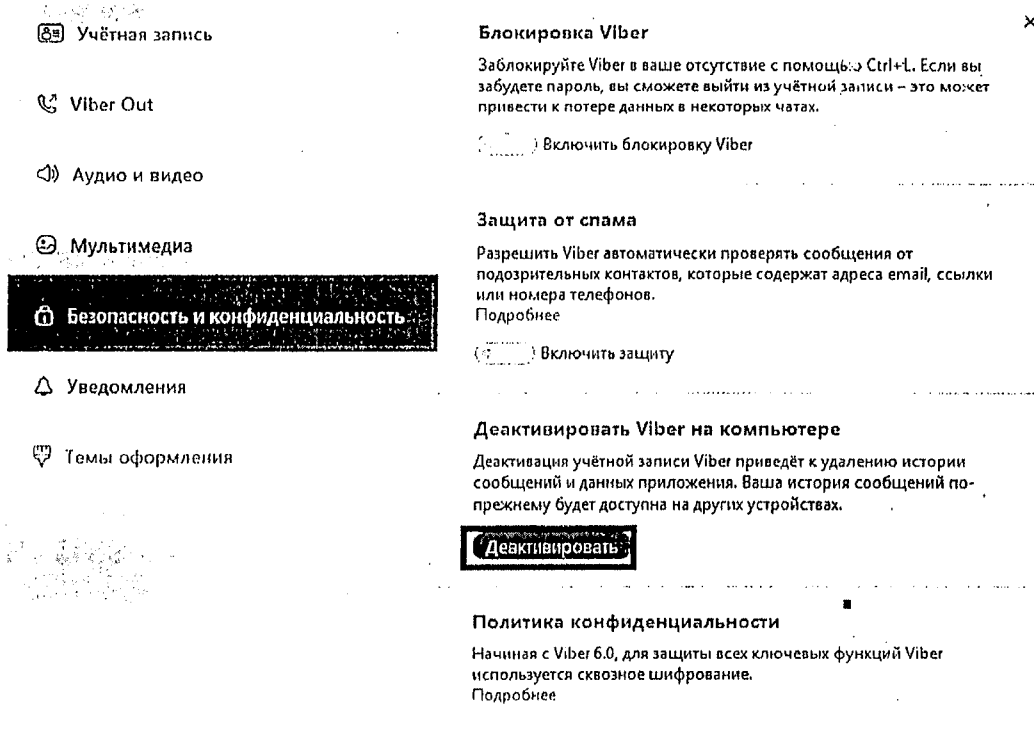 Учётная запись
Viber Out
Аудио и видео
Мультимедиа
Безопасность и конфиденциальность
Уведомления
Темы оформления
Блокировка Viber
Заблокируйте Viber в ваше отсутствие с помощью Ctrl+L. Если вы
забудете пароль, вы сможете выйти из учётной записи – это может
привести к потере данных в некоторых чатах.
Включить блокировку Viber
Защита от спама
Разрешить Viber автоматически проверять сообщения от
подозрительных контактов, которые содержат адреса email, ссылки
или номера телефонов.
Подробнее
Включить защиту
Деактивировать Viber на компьютере
Деактивация учётной записи Viber приведёт к удалению истории
сообщений и данных приложения. Ваша история сообщений по-
прежнему будет доступна на других устройствах.
Деактивировать
Политика конфиденциальности
Начиная с Viber 6.0, для защиты всех ключевых функций Viber
используется сквозное шифрование.
Подробнее